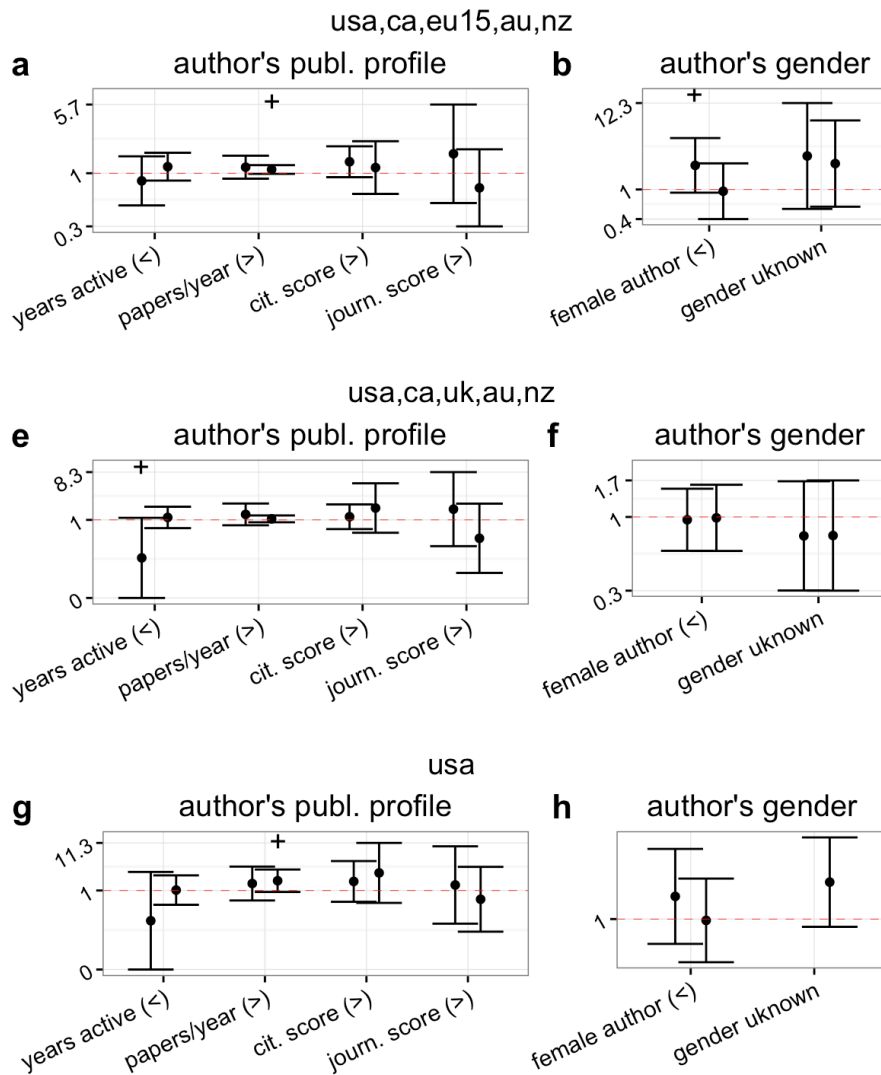 usa,ca,eu15,au,nz
a author's publ. profile
5.7
1
0.3
years active (<)
papers/year (>)
cit. score (>)
journ. score (>)
b author's gender
12.3
1
0.4
female author (<)
gender uknown
usa,ca,uk,au,nz
e author's publ. profile
8.3
1
0
years active (<)
papers/year (>)
cit. score (>)
journ. score (>)
f author's gender
1.7
1
0.3
female author (<)
gender uknown
usa
g author's publ. profile
11.3
1
0
years active (<)
papers/year (>)
cit. score (>)
journ. score (>)
h author's gender
1
female author (<)
gender uknown